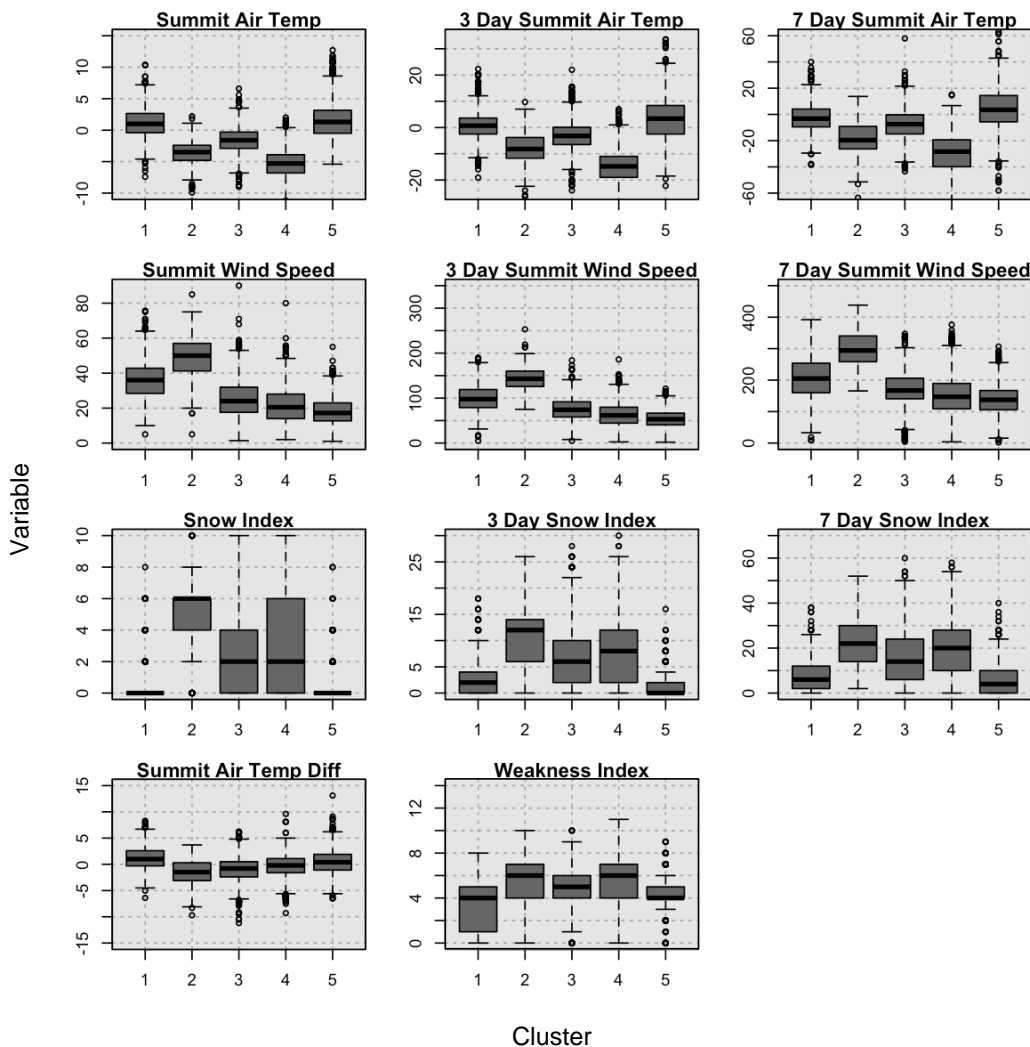 Summit Air Temp
3 Day Summit Air Temp
7 Day Summit Air Temp
10
5
0
-10
20
0
-20
60
20
-20
-60
1 2 3 4 5
1 2 3 4 5
1 2 3 4 5
Summit Wind Speed
3 Day Summit Wind Speed
7 Day Summit Wind Speed
80
60
40
20
0
350
200
100
0
400
200
0
1 2 3 4 5
1 2 3 4 5
1 2 3 4 5
Variable
Snow Index
3 Day Snow Index
7 Day Snow Index
10
8
6
4
2
0
25
15
5
0
60
40
20
0
1 2 3 4 5
1 2 3 4 5
1 2 3 4 5
Summit Air Temp Diff
Weakness Index
15
5
0
-5
-15
12
8
4
0
1 2 3 4 5
1 2 3 4 5
Cluster